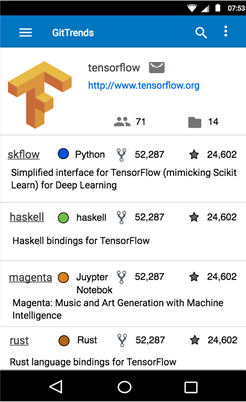 07:53
GitTrends
tensorflow
http://www.tensorflow.org
71 14
skflow Python 52,287 24,602
Simplified interface for TensorFlow (mimicking Scikit
Learn) for Deep Learning
haskell haskell 52,287 24,602
Haskell bindings for TensorFlow
magenta Juypter 52,287 24,602
Notebok
Magenta: Music and Art Generation with Machine
Intelligence
rust Rust 52,287 24,602
Rust language bindings for TensorFlow